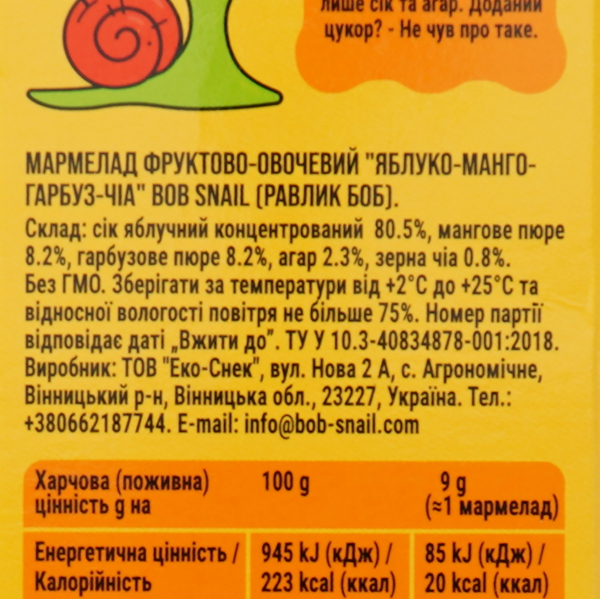 лише сік та агар. Доданий
цукор? - Не чув про таке.
МАРМЕЛАД ФРУКТОВО-ОВОЧЕВИЙ "ЯБЛУКО-МАНГО-
ГАРБУЗ-ЧІА" BOB SNAIL (РАВЛИК БОБ).
Склад: сік яблучний концентрований 80.5%, мангове пюре
8.2%, гарбузове пюре 8.2%, агар 2.3%, зерна чіа 0.8%.
Без ГМО. Зберігати за температури від +2°С до +25°С та
відносної вологості повітря не більше 75%. Номер партії
відповідає даті „Вжити до”. ТУ У 10.3-40834878-001:2018.
Виробник: ТОВ "Еко-Снек", вул. Нова 2 А, с. Агрономічне,
Вінницький р-н, Вінницька обл., 23227, Україна. Тел.:
+380662187744. E-mail: info@bob-snail.com
Харчова (поживна) 100 g 9 g
цінність g на (≈1 мармелад)
Енергетична цінність / 945 kJ (кДж) / 85 kJ (кДж) /
Калорійність 223 kcal (ккал) 20 kcal (ккал)